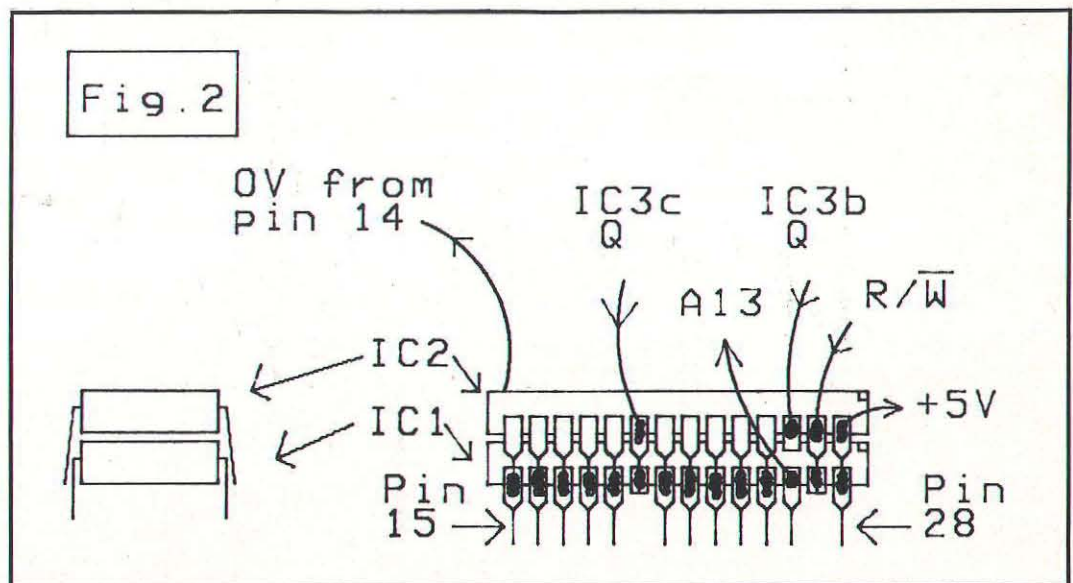 Fig.2
0V from
pin 14
IC3c
Q
IC3b
Q
A13
R/W̅
IC2
+5V
IC1
Pin
15
Pin
28